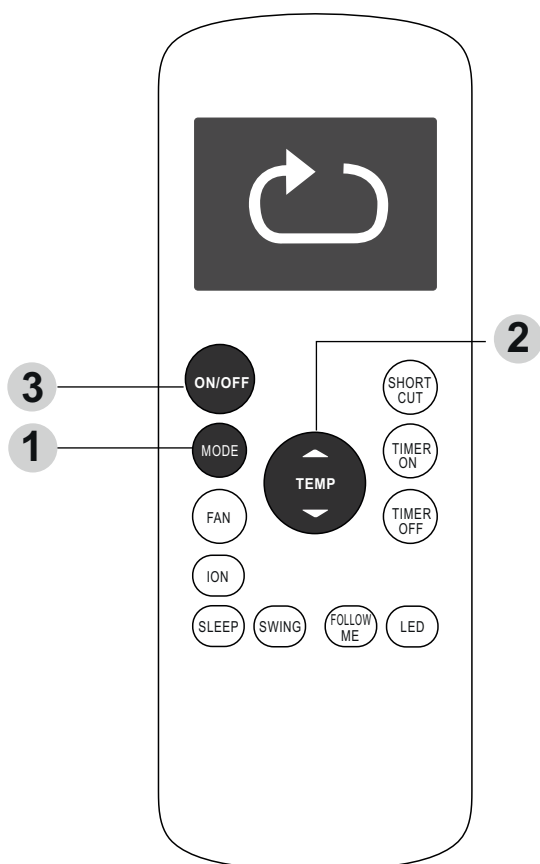 2
3
ON/OFF
SHORT
CUT
1
MODE
TEMP
TIMER
ON
FAN
TIMER
OFF
ION
SLEEP
SWING
FOLLOW
ME
LED